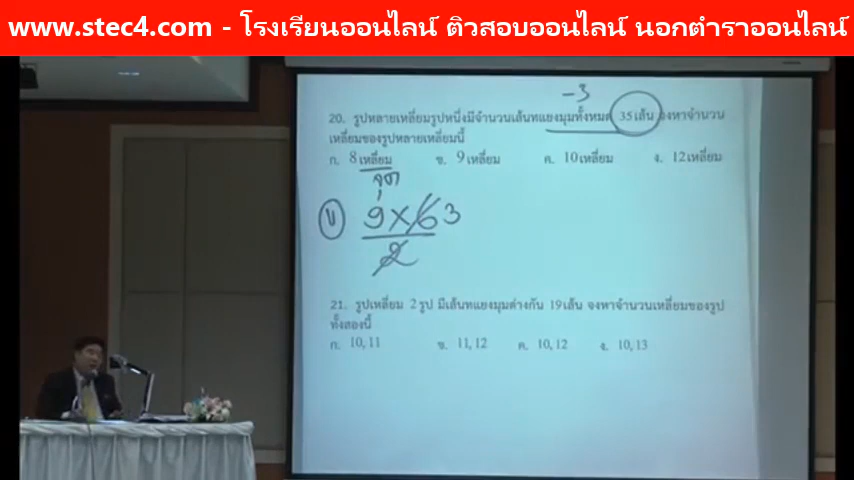 www.stec4.com - โรงเรียนออนไลน์ ติวสอบออนไลน์ นอกตำราออนไลน์
-3
20. รูปหลายเหลี่ยมรูปหนึ่งมีจำนวนเส้นทแยงมุมทั้งหมด 35 เส้น จงหาจำนวน
เหลี่ยมของรูปหลายเหลี่ยมนี้
ก. 8 เหลี่ยม ข. 9 เหลี่ยม ค. 10 เหลี่ยม ง. 12 เหลี่ยม
จุด
ข 9 × 6 3
2
21. รูปเหลี่ยม 2 รูป มีเส้นทแยงมุมต่างกัน 19 เส้น จงหาจำนวนเหลี่ยมของรูป
ทั้งสองนี้
ก. 10, 11 ข. 11, 12 ค. 10, 12 ง. 10, 13